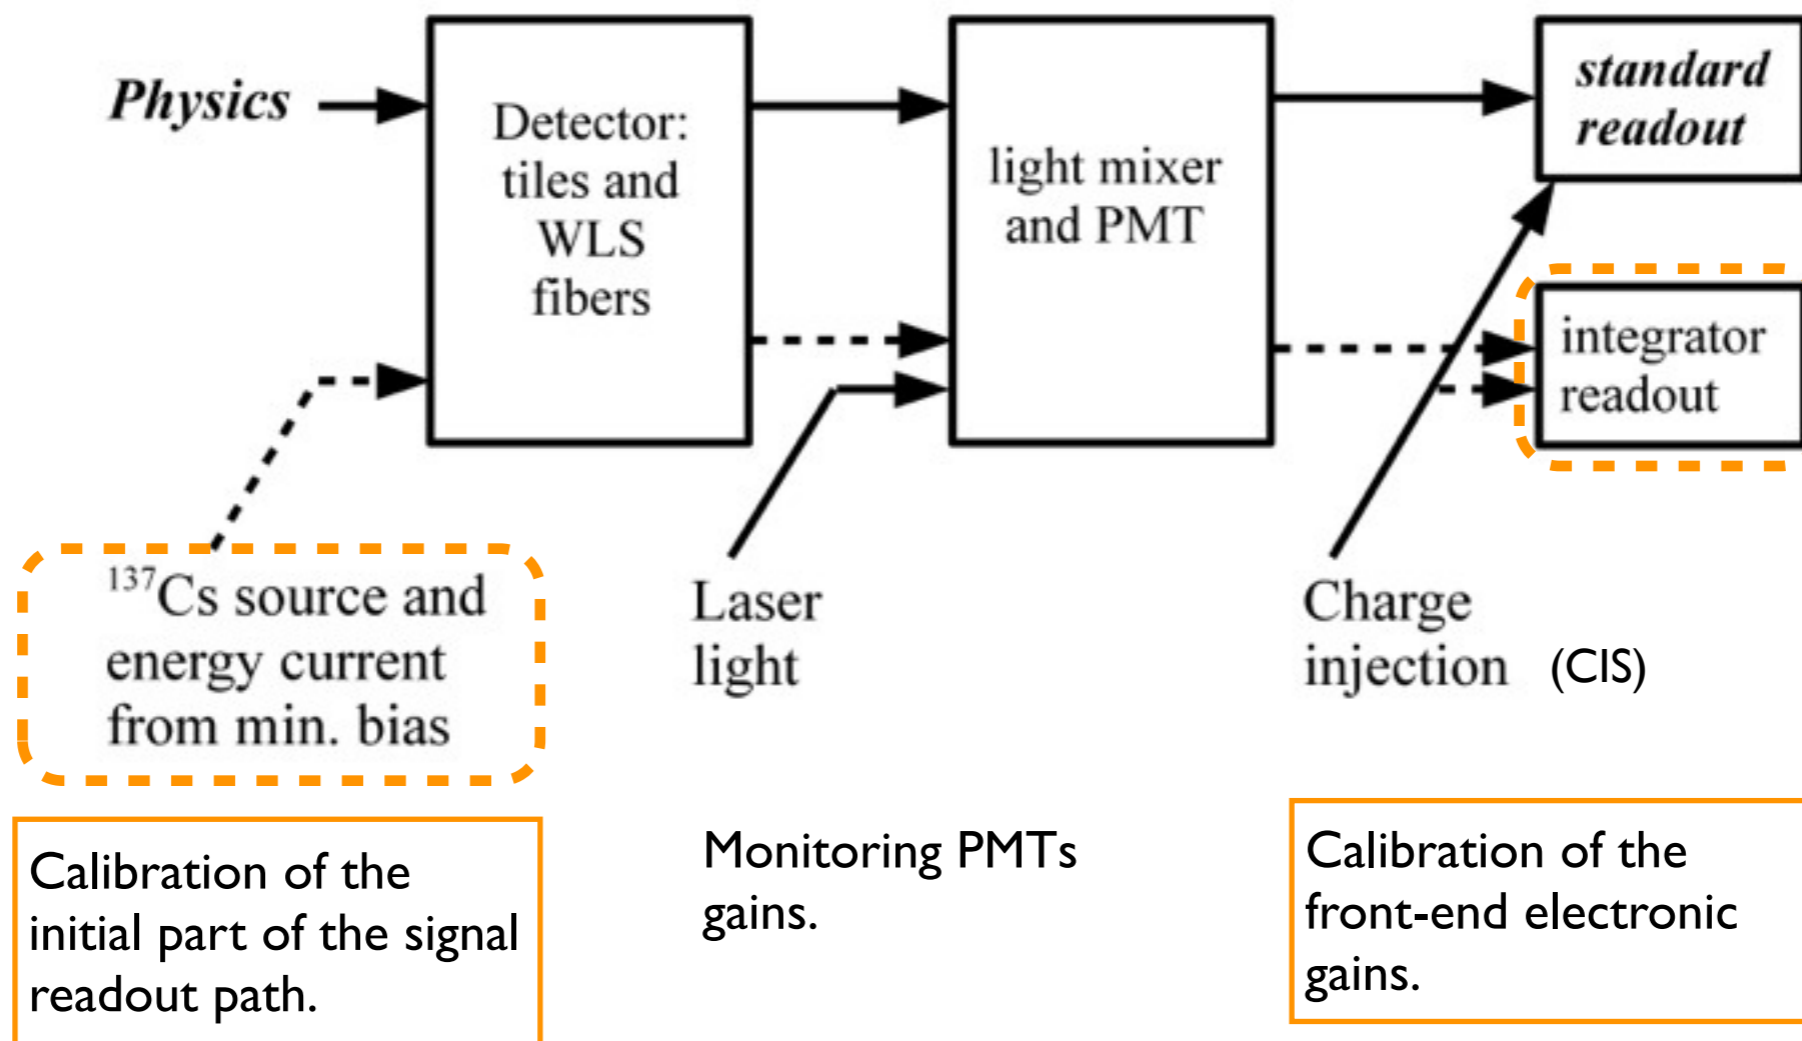 Physics
Detector:
tiles and
WLS
fibers
light mixer
and PMT
standard
readout
integrator
readout
¹³⁷Cs source and
energy current
from min. bias
Laser
light
Charge
injection (CIS)
Calibration of the
initial part of the signal
readout path.
Monitoring PMTs
gains.
Calibration of the
front-end electronic
gains.